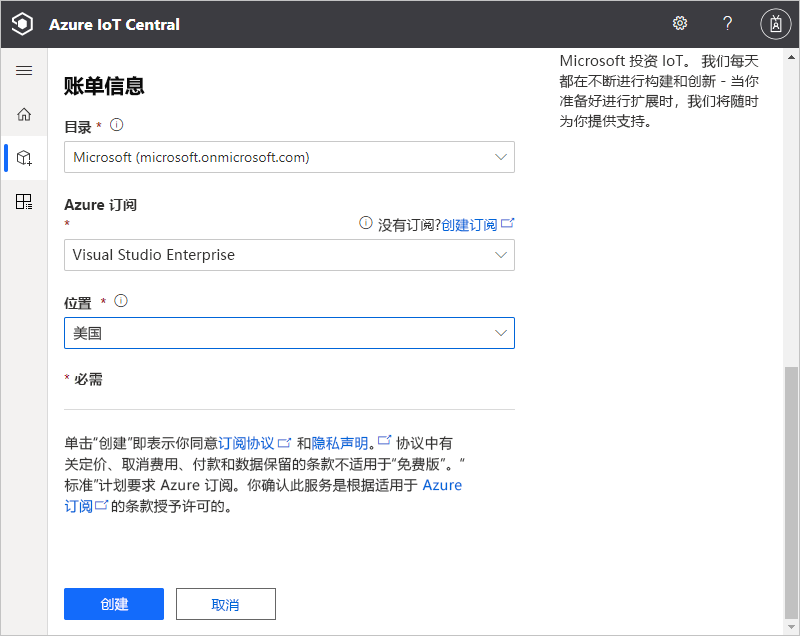 Azure IoT Central
?
账单信息
目录 *
Microsoft (microsoft.onmicrosoft.com)
Azure 订阅
*
没有订阅?创建订阅
Visual Studio Enterprise
位置 *
美国
* 必需
单击“创建”即表示你同意订阅协议 和隐私声明。 协议中有
关定价、取消费用、付款和数据保留的条款不适用于“免费版”。“
标准”计划要求 Azure 订阅。你确认此服务是根据适用于 Azure
订阅的条款授予许可的。
创建
取消
Microsoft 投资 IoT。 我们每天
都在不断进行构建和创新 - 当你
准备好进行扩展时，我们将随时
为你提供支持。